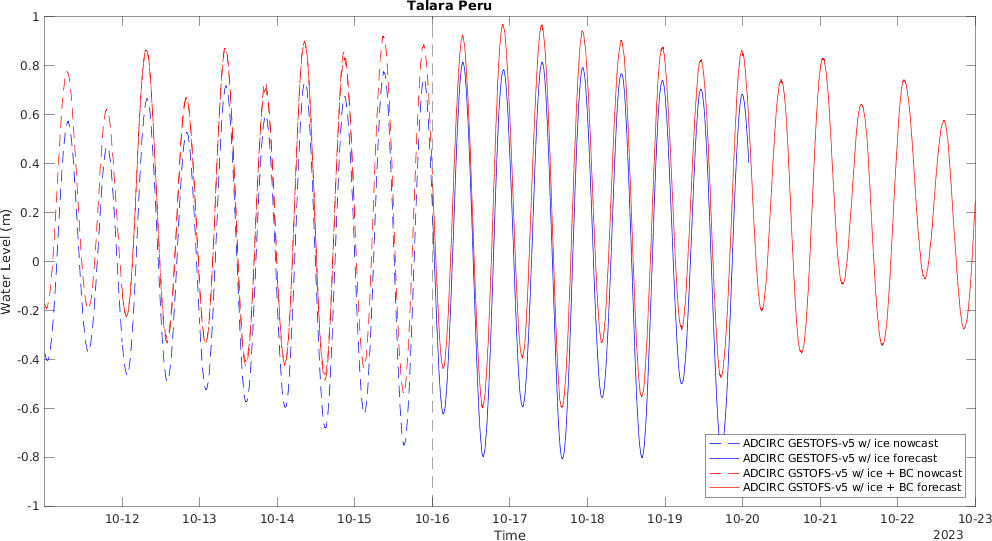 Talara Peru
1
0.8
0.6
0.4
0.2
0
-0.2
-0.4
-0.6
-0.8
-1
Water Level (m)
ADCIRC GESTOFS-v5 w/ ice nowcast
ADCIRC GESTOFS-v5 w/ ice forecast
ADCIRC GSTOFS-v5 w/ ice + BC nowcast
ADCIRC GSTOFS-v5 w/ ice + BC forecast
10-12 10-13 10-14 10-15 10-16 10-17 10-18 10-19 10-20 10-21 10-22 10-23
Time
2023